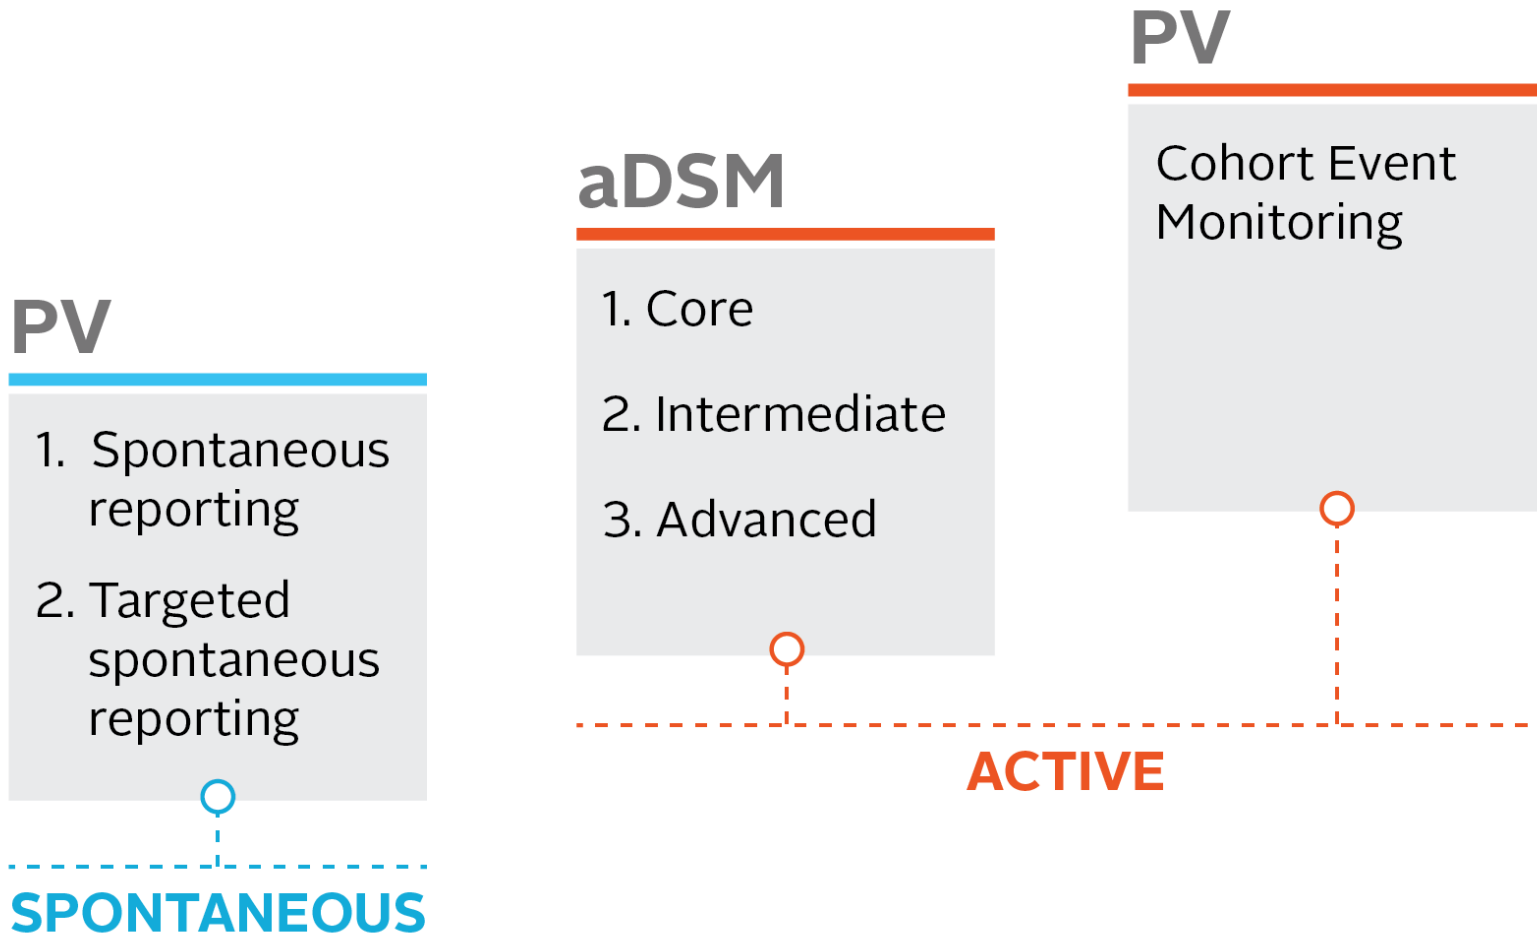 PV
1. Spontaneous
reporting
2. Targeted
spontaneous
reporting
SPONTANEOUS
aDSM
1. Core
2. Intermediate
3. Advanced
PV
Cohort Event
Monitoring
ACTIVE